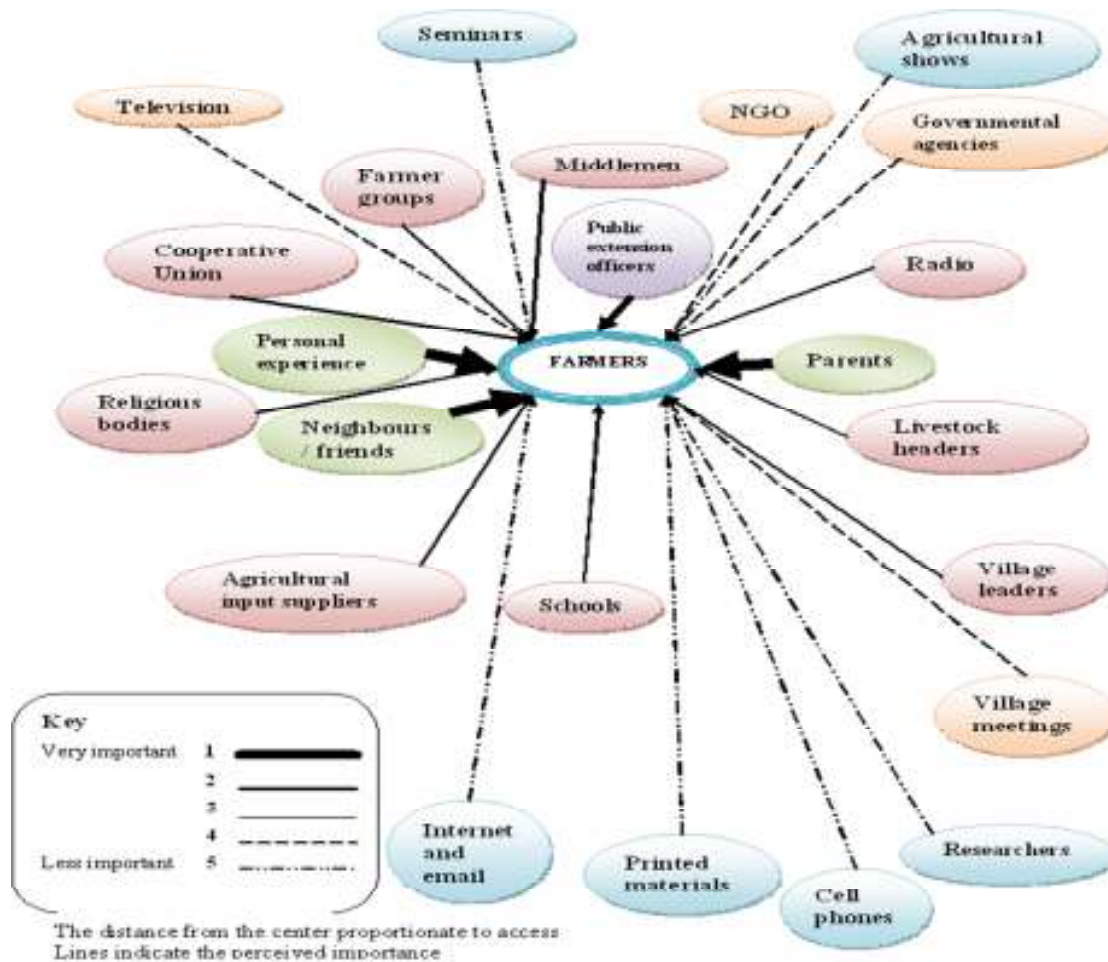 Seminars
Agricultural
shows
Television
NGO
Governmental
agencies
Farmer
groups
Middlemen
Public
extension
officers
Cooperative
Union
Radio
Personal
experience
FARMERS
Parents
Religious
bodies
Neighbours
/ friends
Livestock
headers
Agricultural
input suppliers
Schools
Village
leaders
Village
meetings
Internet
and
email
Printed
materials
Cell
phones
Researchers
Key
Very important 1
2
3
4
Less important 5
The distance from the center proportionate to access
Lines indicate the perceived importance